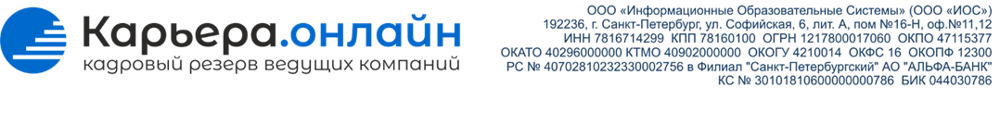 Карьера.онлайн
кадровый резерв ведущих компаний
ООО «Информационные Образовательные Системы» (ООО «ИОС»)
192236, г. Санкт-Петербург, ул. Софийская, 6, лит. А, пом №16-Н, оф.№11,12
ИНН 7816714299 КПП 78160100 ОГРН 1217800017060 ОКПО 47115377
ОКАТО 40296000000 КТМО 40902000000 ОКОГУ 4210014 ОКФС 16 ОКОПФ 12300
РС № 40702810232330002756 в Филиал "Санкт-Петербургский" АО "АЛЬФА-БАНК"
КС № 30101810600000000786 БИК 044030786